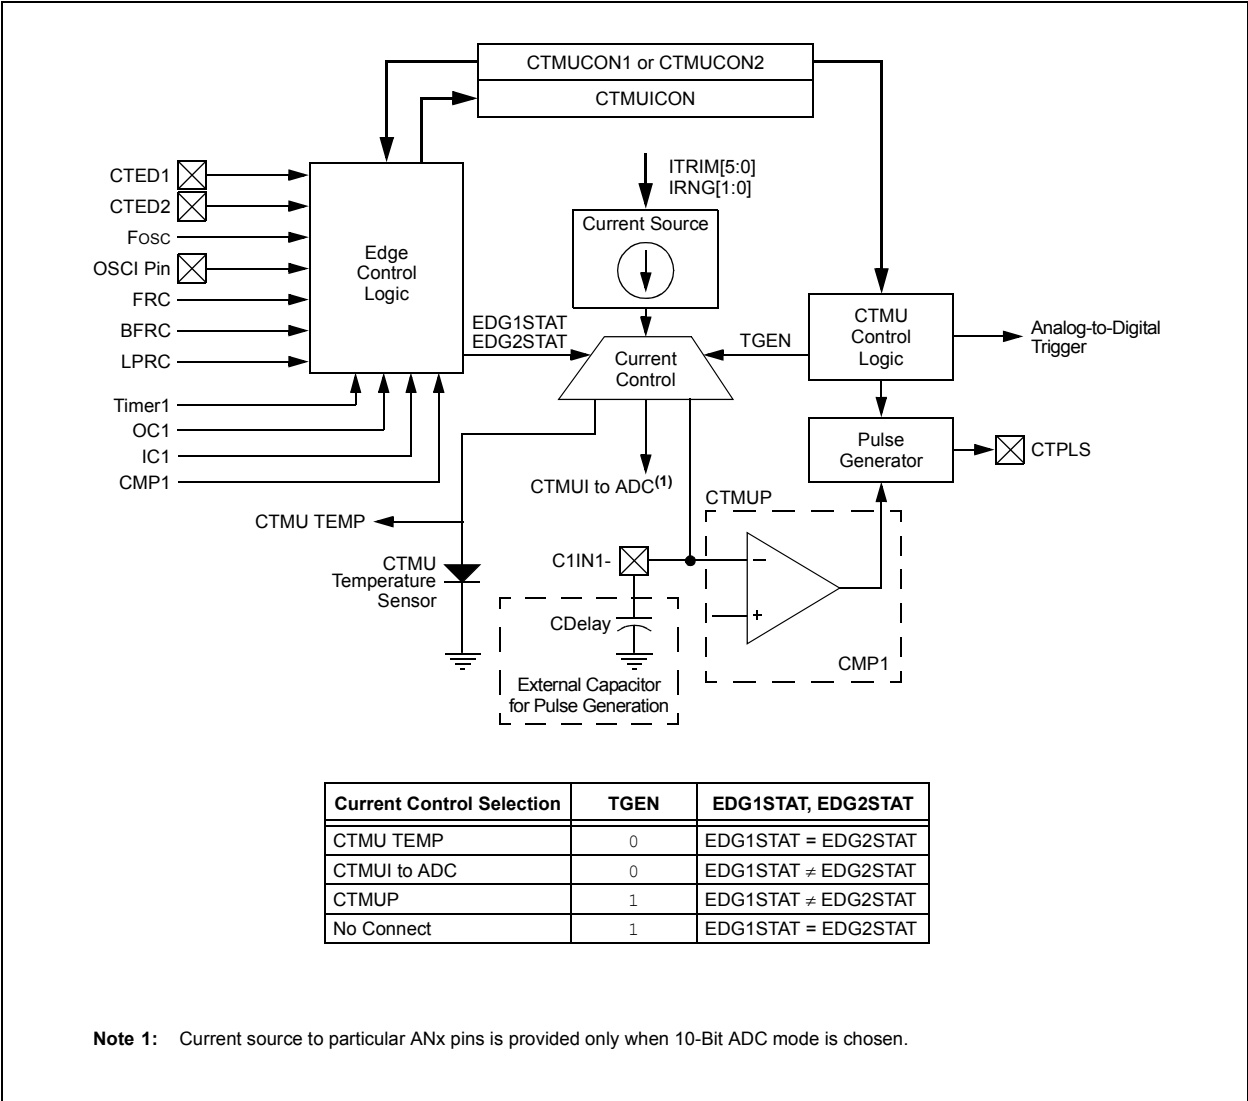 CTMUCON1 or CTMUCON2
CTMUICON
ITRIM[5:0]
IRNG[1:0]
CTED1
CTED2
FOSC
OSCI Pin
FRC
BFRC
LPRC
Timer1
OC1
IC1
CMP1
Edge
Control
Logic
Current Source
EDG1STAT
EDG2STAT
Current
Control
TGEN
CTMU
Control
Logic
Analog-to-Digital
Trigger
Pulse
Generator
CTPLS
CTMUI to ADC(1)
CTMUP
CTMU TEMP
CTMU
Temperature
Sensor
C1IN1-
CDelay
External Capacitor
for Pulse Generation
−
+
CMP1
Current Control Selection TGEN EDG1STAT, EDG2STAT
CTMU TEMP 0 EDG1STAT = EDG2STAT
CTMUI to ADC 0 EDG1STAT ≠ EDG2STAT
CTMUP 1 EDG1STAT ≠ EDG2STAT
No Connect 1 EDG1STAT = EDG2STAT
Note 1: Current source to particular ANx pins is provided only when 10-Bit ADC mode is chosen.